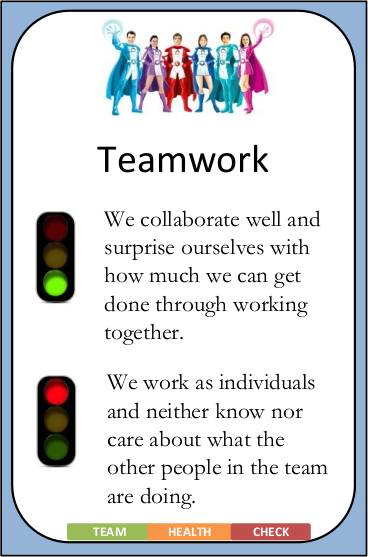 Teamwork
We collaborate well and
surprise ourselves with
how much we can get
done through working
together.
We work as individuals
and neither know nor
care about what the
other people in the team
are doing.
TEAM HEALTH CHECK